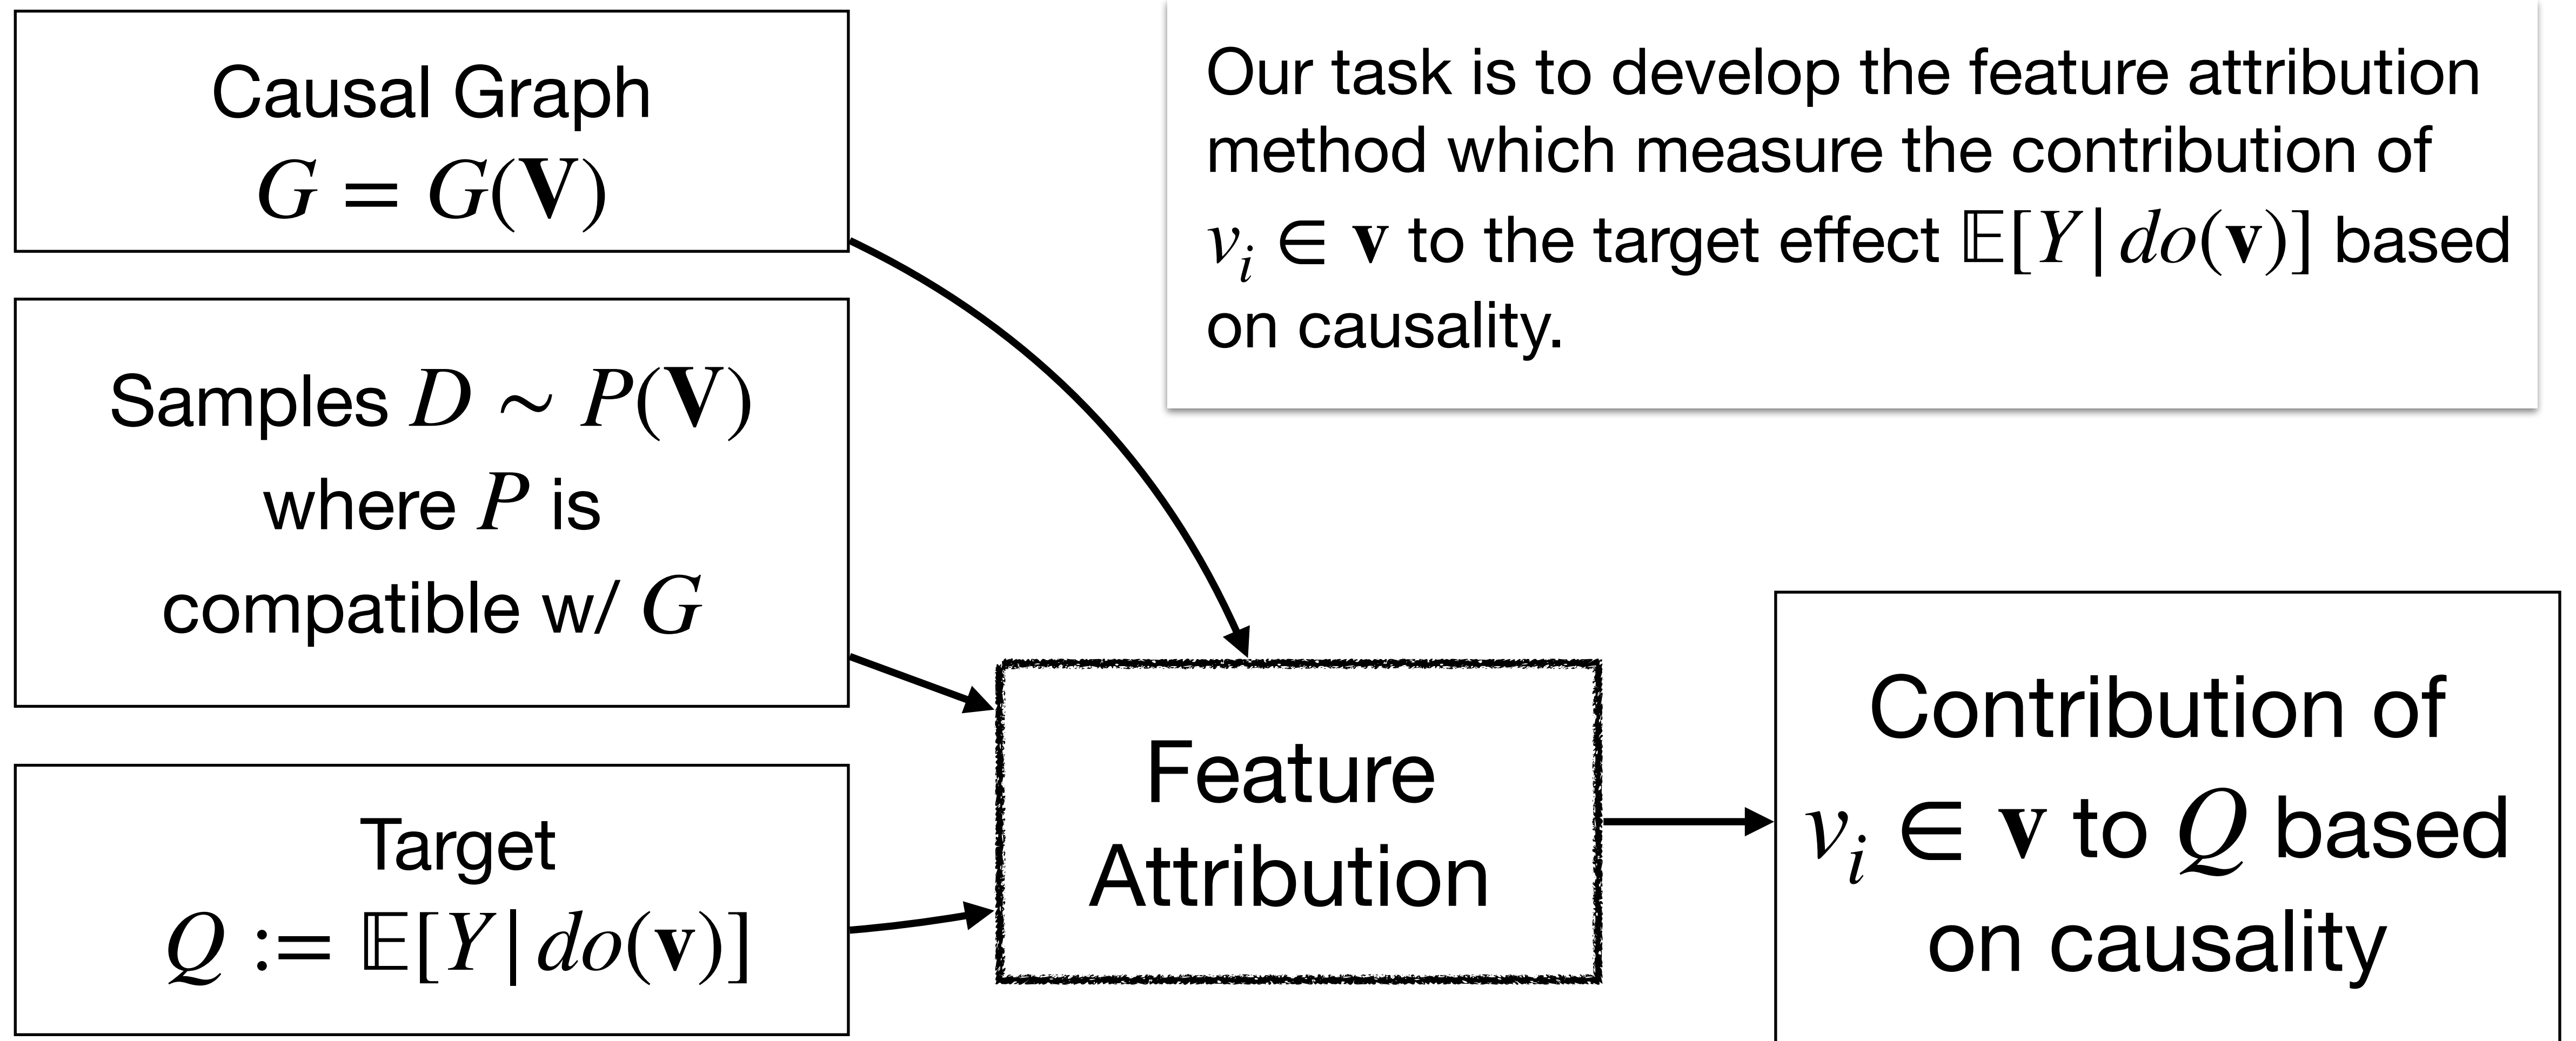 Causal Graph
G = G(𝐕)
Samples D ∼ P(𝐕)
where P is
compatible w/ G
Target
Q := 𝔼[Y | do(𝐯)]
Our task is to develop the feature attribution
method which measure the contribution of
vᵢ ∈ 𝐯 to the target effect 𝔼[Y | do(𝐯)] based
on causality.
Feature
Attribution
Contribution of
vᵢ ∈ 𝐯 to Q based
on causality